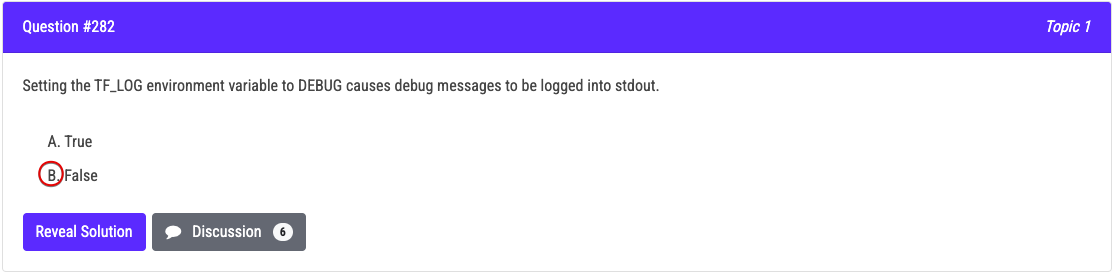 Question #282
Topic 1
Setting the TF_LOG environment variable to DEBUG causes debug messages to be logged into stdout.
A. True
B. False
Reveal Solution
Discussion 6